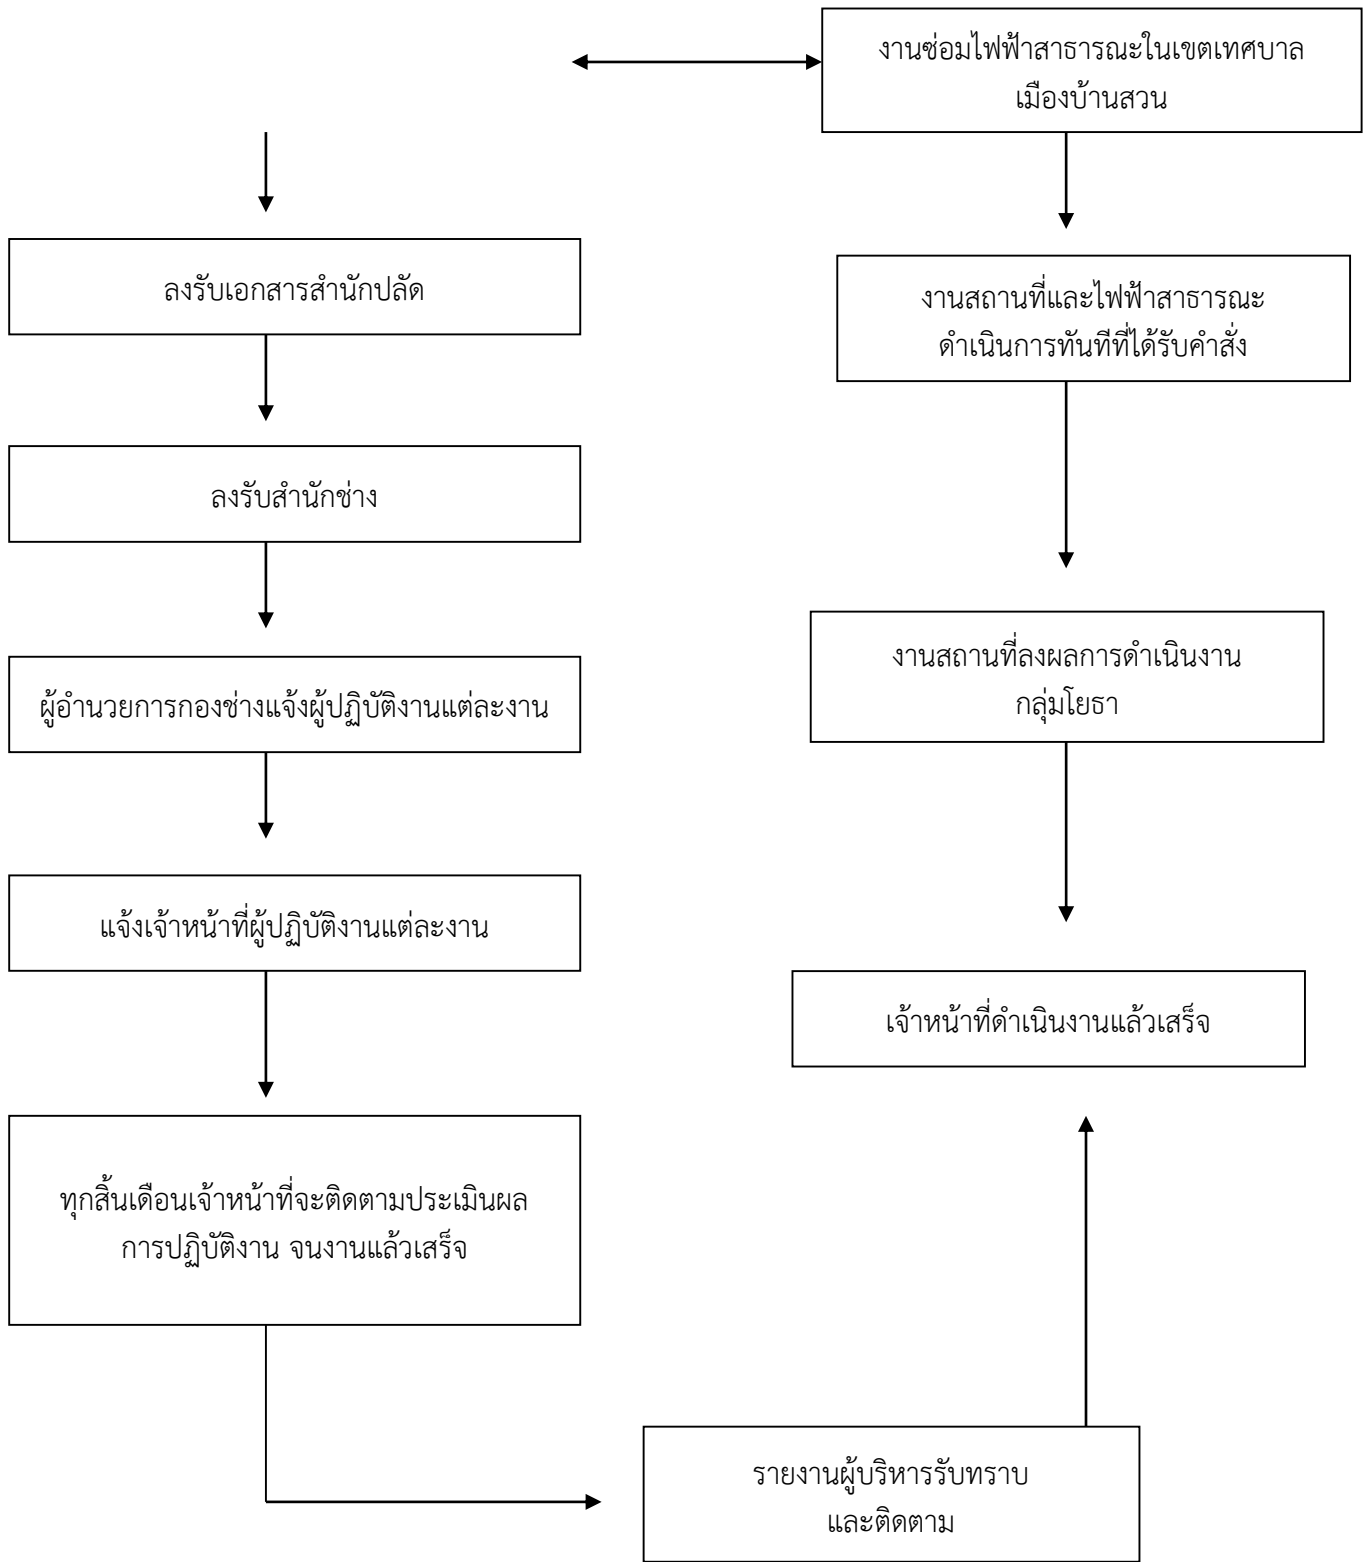 งานซ่อมไฟฟ้าสาธารณะในเขตเทศบาล
เมืองบ้านสวน
ลงรับเอกสารสำนักปลัด
งานสถานที่และไฟฟ้าสาธารณะ
ดำเนินการทันทีที่ได้รับคำสั่ง
ลงรับสำนักช่าง
ผู้อำนวยการกองช่างแจ้งผู้ปฏิบัติงานแต่ละงาน
งานสถานที่ลงผลการดำเนินงาน
กลุ่มโยธา
แจ้งเจ้าหน้าที่ผู้ปฏิบัติงานแต่ละงาน
เจ้าหน้าที่ดำเนินงานแล้วเสร็จ
ทุกสิ้นเดือนเจ้าหน้าที่จะติดตามประเมินผล
การปฏิบัติงาน จนงานแล้วเสร็จ
รายงานผู้บริหารรับทราบ
และติดตาม